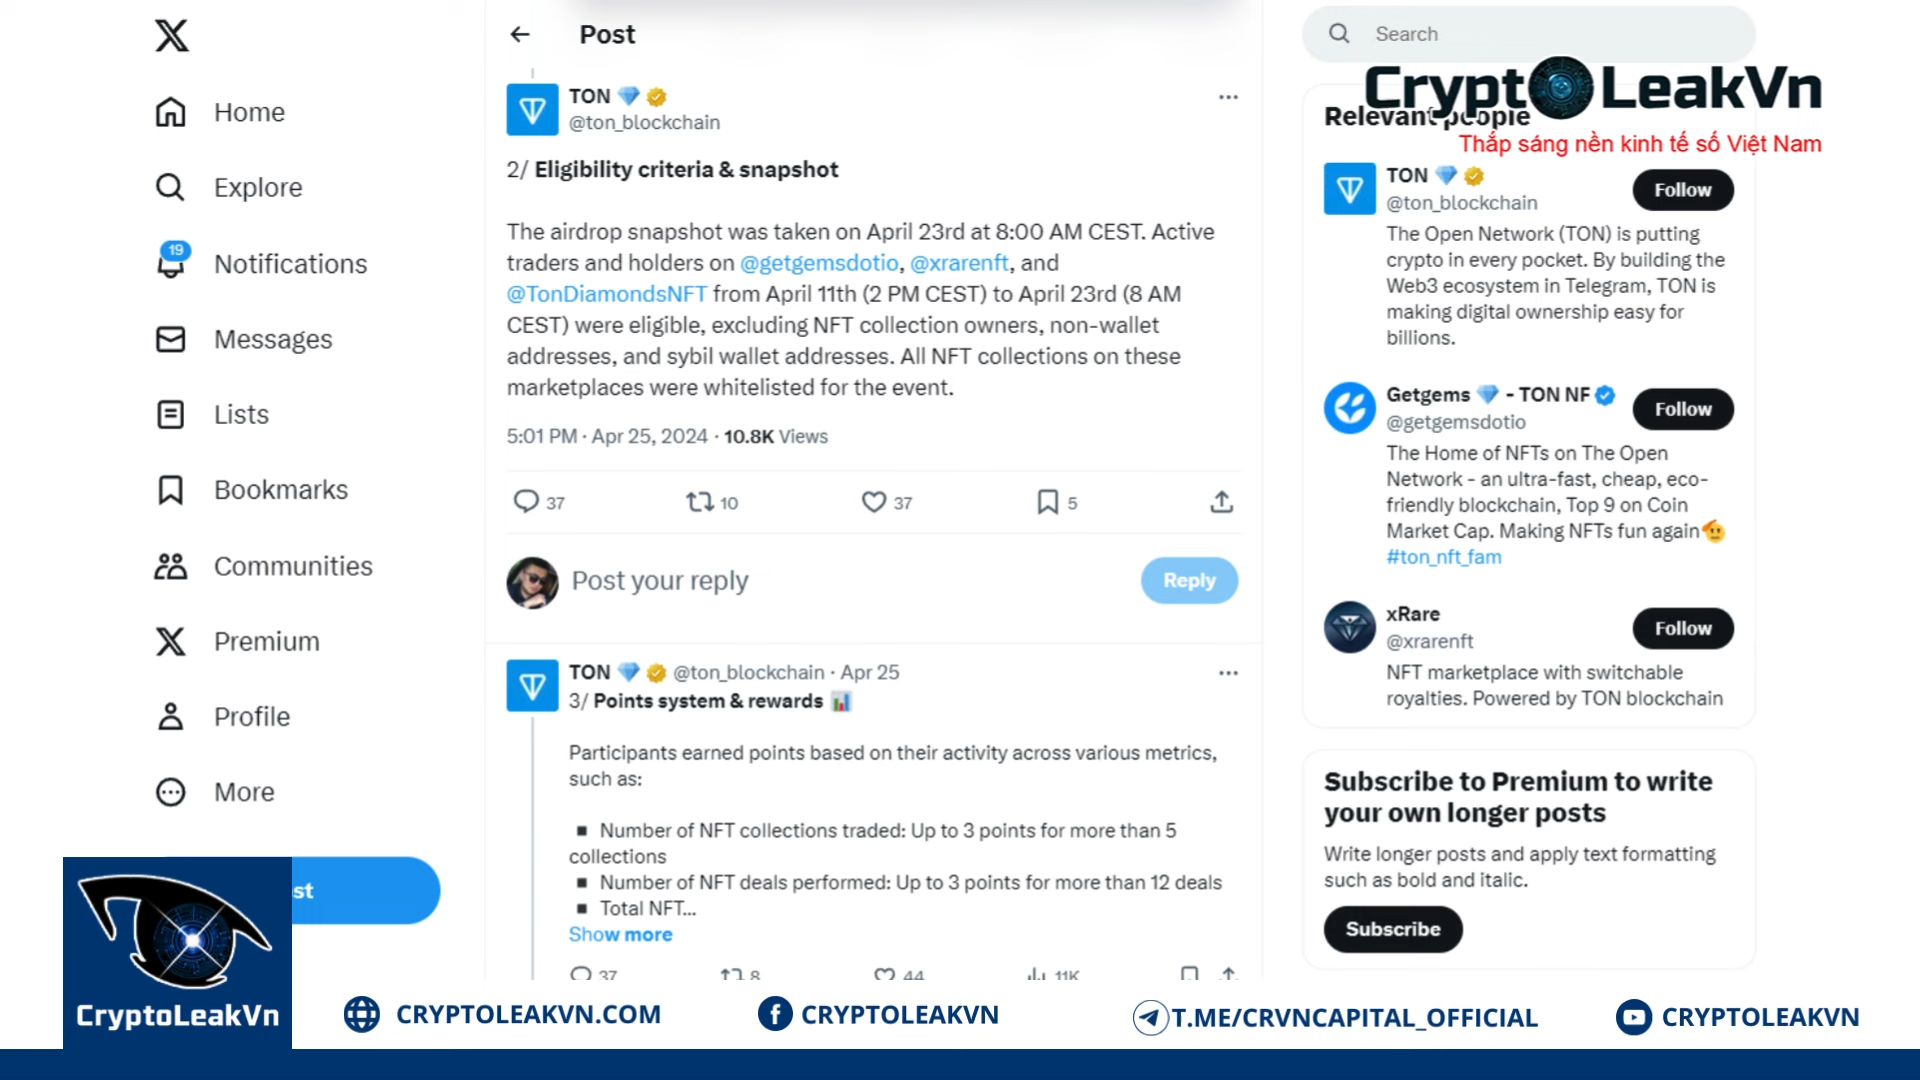 Home
Explore
19
Notifications
Messages
Lists
Bookmarks
Communities
Premium
Profile
More
st
Post
TON
@ton_blockchain
2/ Eligibility criteria & snapshot
The airdrop snapshot was taken on April 23rd at 8:00 AM CEST. Active
traders and holders on @getgemsdotio, @xrarenft, and
@TonDiamondsNFT from April 11th (2 PM CEST) to April 23rd (8 AM
CEST) were eligible, excluding NFT collection owners, non-wallet
addresses, and sybil wallet addresses. All NFT collections on these
marketplaces were whitelisted for the event.
5:01 PM · Apr 25, 2024 · 10.8K Views
37 10 37 5
Post your reply
Reply
TON @ton_blockchain · Apr 25
3/ Points system & rewards
Participants earned points based on their activity across various metrics,
such as:
▪ Number of NFT collections traded: Up to 3 points for more than 5
collections
▪ Number of NFT deals performed: Up to 3 points for more than 12 deals
▪ Total NFT...
Show more
37 8 44 11K
Search
CryptoLeakVn
Relevant people
Thắp sáng nền kinh tế số Việt Nam
TON
@ton_blockchain
Follow
The Open Network (TON) is putting
crypto in every pocket. By building the
Web3 ecosystem in Telegram, TON is
making digital ownership easy for
billions.
Getgems - TON NF
@getgemsdotio
Follow
The Home of NFTs on The Open
Network - an ultra-fast, cheap, eco-
friendly blockchain, Top 9 on Coin
Market Cap. Making NFTs fun again
#ton_nft_fam
xRare
@xrarenft
Follow
NFT marketplace with switchable
royalties. Powered by TON blockchain
Subscribe to Premium to write
your own longer posts
Write longer posts and apply text formatting
such as bold and italic.
Subscribe
CryptoLeakVn
CRYPTOLEAKVN.COM
CRYPTOLEAKVN
T.ME/CRVNCAPITAL_OFFICIAL
CRYPTOLEAKVN